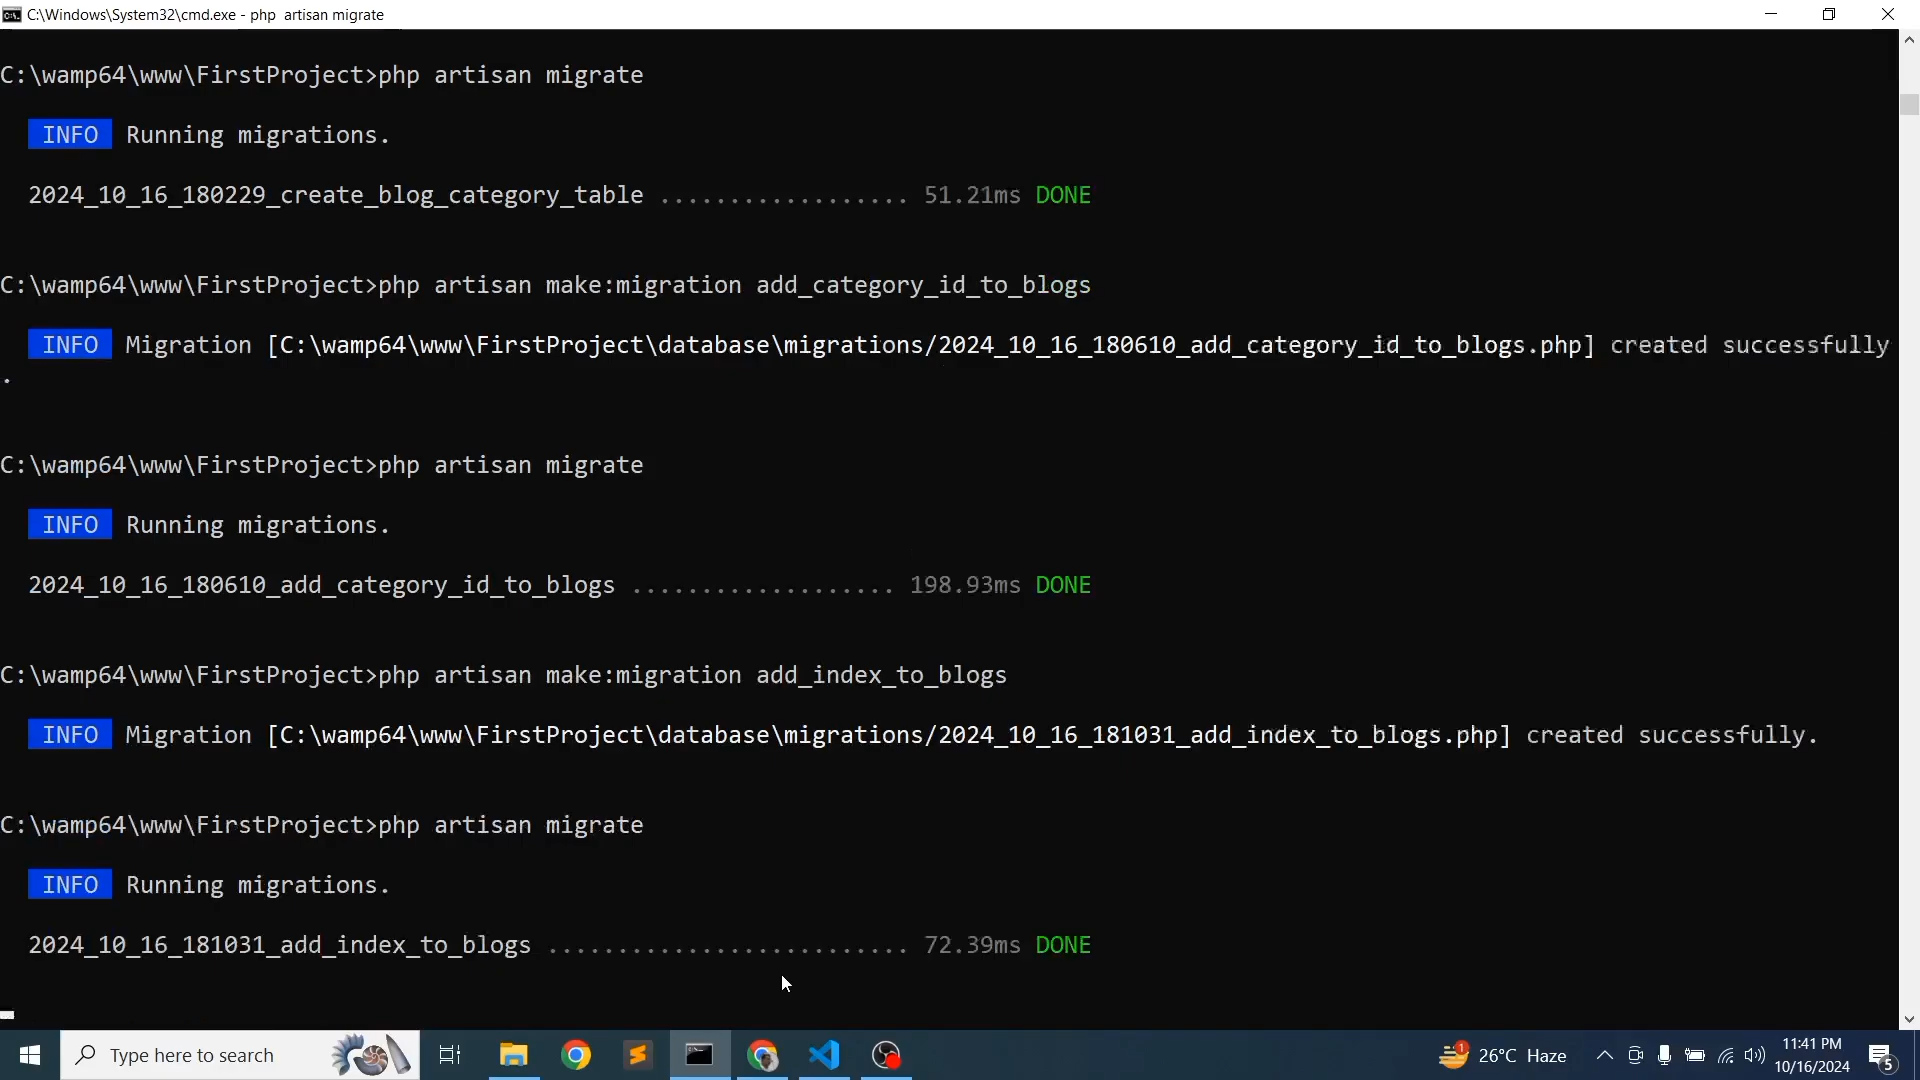 C:\Windows\System32\cmd.exe - php  artisan migrate
C:\wamp64\www\FirstProject>php artisan migrate
INFO Running migrations.
2024_10_16_180229_create_blog_category_table .................. 51.21ms DONE
C:\wamp64\www\FirstProject>php artisan make:migration add_category_id_to_blogs
INFO Migration [C:\wamp64\www\FirstProject\database\migrations/2024_10_16_180610_add_category_id_to_blogs.php] created successfully
.
C:\wamp64\www\FirstProject>php artisan migrate
INFO Running migrations.
2024_10_16_180610_add_category_id_to_blogs ................... 198.93ms DONE
C:\wamp64\www\FirstProject>php artisan make:migration add_index_to_blogs
INFO Migration [C:\wamp64\www\FirstProject\database\migrations/2024_10_16_181031_add_index_to_blogs.php] created successfully.
C:\wamp64\www\FirstProject>php artisan migrate
INFO Running migrations.
2024_10_16_181031_add_index_to_blogs .......................... 72.39ms DONE
Type here to search
1
26°C Haze
11:41 PM
10/16/2024
5